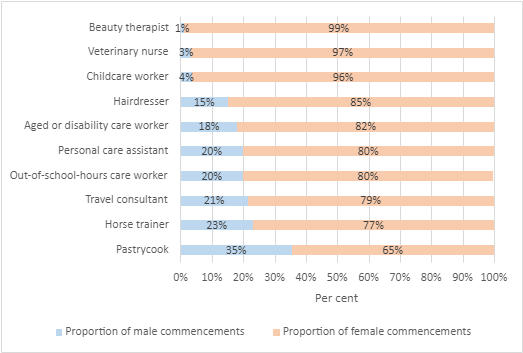 Beauty therapist 1% 99%
Veterinary nurse 3% 97%
Childcare worker 4% 96%
Hairdresser 15% 85%
Aged or disability care worker 18% 82%
Personal care assistant 20% 80%
Out-of-school-hours care worker 20% 80%
Travel consultant 21% 79%
Horse trainer 23% 77%
Pastrycook 35% 65%
0% 10% 20% 30% 40% 50% 60% 70% 80% 90% 100%
Per cent
Proportion of male commencements Proportion of female commencements